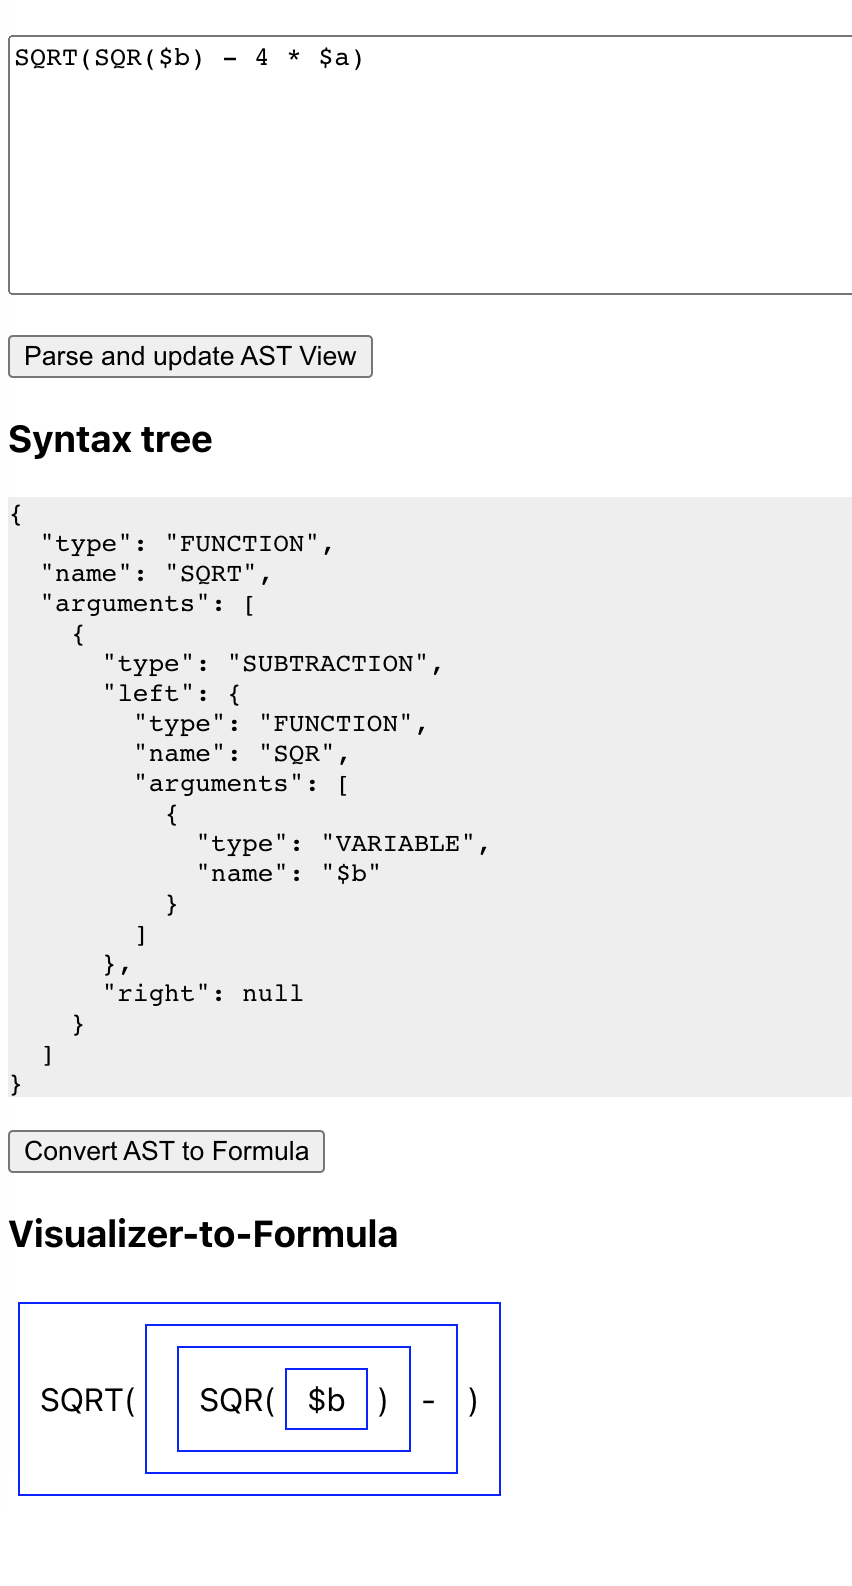 SQRT(SQR($b) - 4 * $a)
Parse and update AST View
Syntax tree
{
  "type": "FUNCTION",
  "name": "SQRT",
  "arguments": [
    {
      "type": "SUBTRACTION",
      "left": {
        "type": "FUNCTION",
        "name": "SQR",
        "arguments": [
          {
            "type": "VARIABLE",
            "name": "$b"
          }
        ]
      },
      "right": null
    }
  ]
}
Convert AST to Formula
Visualizer-to-Formula
SQRT( SQR( $b ) - )